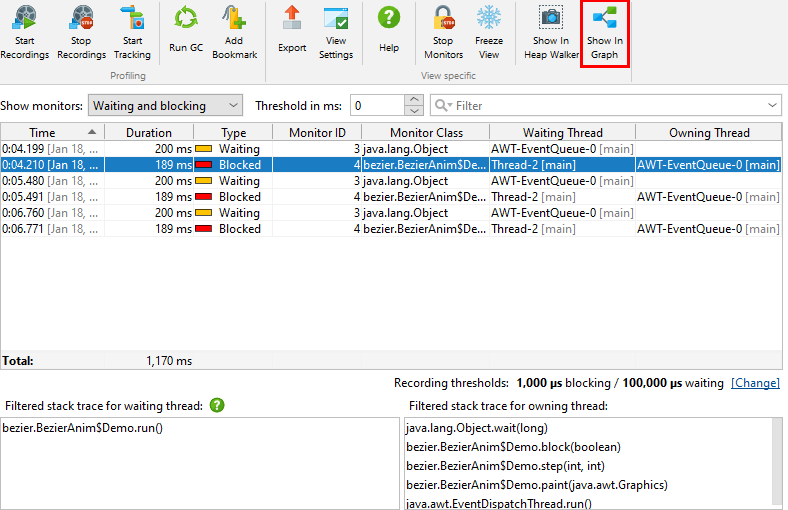 Start Recordings
Stop Recordings
Start Tracking
Run GC
Add Bookmark
Export
View Settings
Help
Stop Monitors
Freeze View
Show In Heap Walker
Show In Graph
Profiling
View specific
Show monitors: Waiting and blocking Threshold in ms: 0 Filter
Time Duration Type Monitor ID Monitor Class Waiting Thread Owning Thread
0:04.199 [Jan 18, ... 200 ms Waiting 3 java.lang.Object AWT-EventQueue-0 [main]
0:04.210 [Jan 18, ... 189 ms Blocked 4 bezier.BezierAnim$De... Thread-2 [main] AWT-EventQueue-0 [main]
0:05.480 [Jan 18, ... 200 ms Waiting 3 java.lang.Object AWT-EventQueue-0 [main]
0:05.491 [Jan 18, ... 189 ms Blocked 4 bezier.BezierAnim$De... Thread-2 [main] AWT-EventQueue-0 [main]
0:06.760 [Jan 18, ... 200 ms Waiting 3 java.lang.Object AWT-EventQueue-0 [main]
0:06.771 [Jan 18, ... 189 ms Blocked 4 bezier.BezierAnim$De... Thread-2 [main] AWT-EventQueue-0 [main]
Total: 1,170 ms
Recording thresholds: 1,000 µs blocking / 100,000 µs waiting [Change]
Filtered stack trace for waiting thread:
bezier.BezierAnim$Demo.run()
Filtered stack trace for owning thread:
java.lang.Object.wait(long)
bezier.BezierAnim$Demo.block(boolean)
bezier.BezierAnim$Demo.step(int, int)
bezier.BezierAnim$Demo.paint(java.awt.Graphics)
java.awt.EventDispatchThread.run()